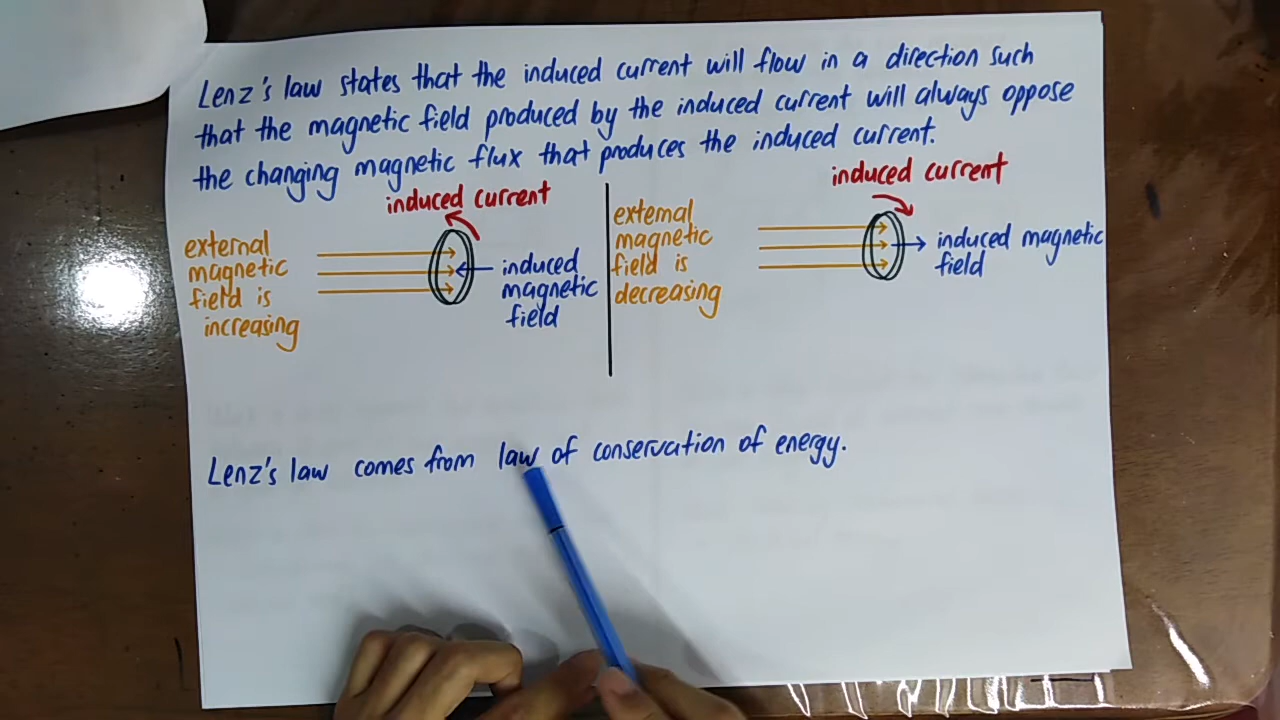 Lenz's law states that the induced current will flow in a direction such
that the magnetic field produced by the induced current will always oppose
the changing magnetic flux that produces the induced current.
induced current
external
magnetic
field is
increasing
induced
magnetic
field
induced current
external
magnetic
field is
decreasing
induced magnetic
field
Lenz's law comes from law of conservation of energy.